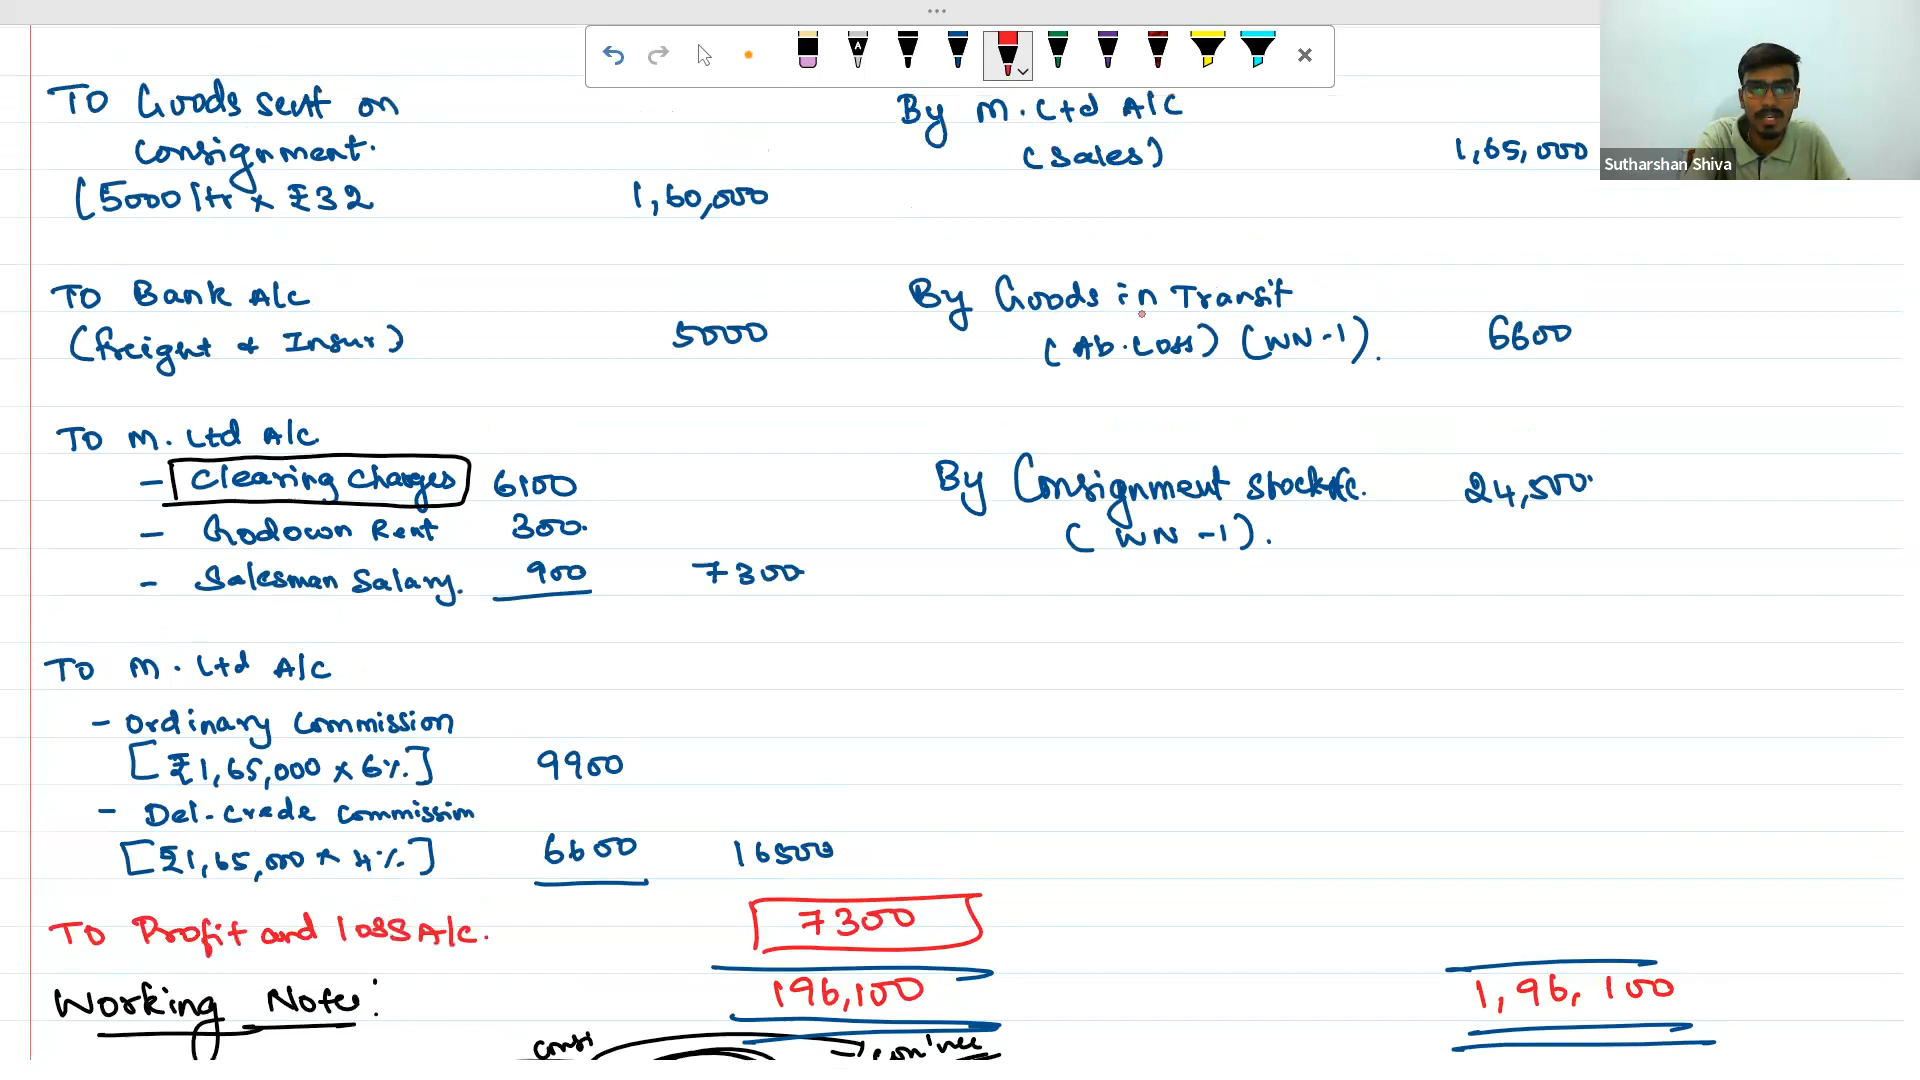 To Goods sent on
consignment.
(5000 ltr x ₹32
1,60,000
To Bank A/c
(freight & Insur)
5000
To M. Ltd A/c
- Clearing Charges 6100
- Godown Rent 300.
- Salesman Salary. 900 7300
To M. Ltd A/c
- Ordinary Commission
[₹1,65,000 x 6%.] 9900
- Del-crede Commission
[₹1,65,000 x 4%.] 6600 16500
To Profit and loss A/c. 7300
196,100
By M. Ltd A/c
(Sales) 1,65,000
By Goods in Transit
(Ab. Loss) (WN-1). 6600
By Consignment Stock A/c. 24,500.
(WN-1).
1,96,100
Working Notes:
A
Sutharshan Shiva